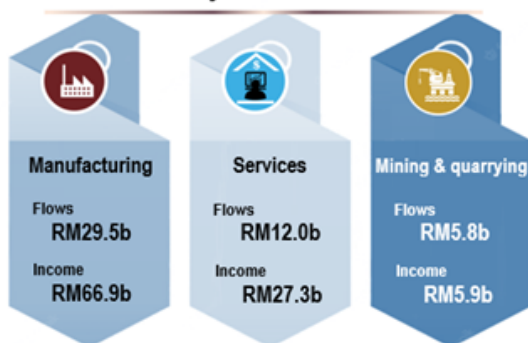 Manufacturing
Flows
RM29.5b
Income
RM66.9b
Services
Flows
RM12.0b
Income
RM27.3b
Mining & quarrying
Flows
RM5.8b
Income
RM5.9b